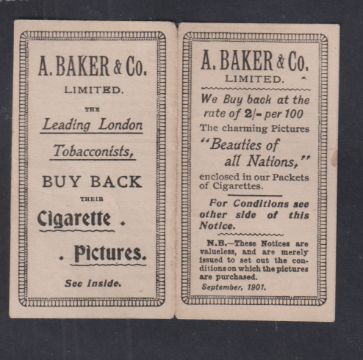 A. BAKER & Co.
LIMITED.
THE
Leading London
Tobacconists,
BUY BACK
THEIR
Cigarette .
. Pictures.
See Inside.
A. BAKER & Co.
LIMITED.
We Buy back at the
rate of 2/- per 100
The charming Pictures
"Beauties of
all Nations,"
enclosed in our Packets
of Cigarettes.
For Conditions see
other side of this
Notice.
N.B.—These Notices are
valueless, and are merely
issued to set out the con-
ditions on which the pictures
are purchased.
September, 1901.